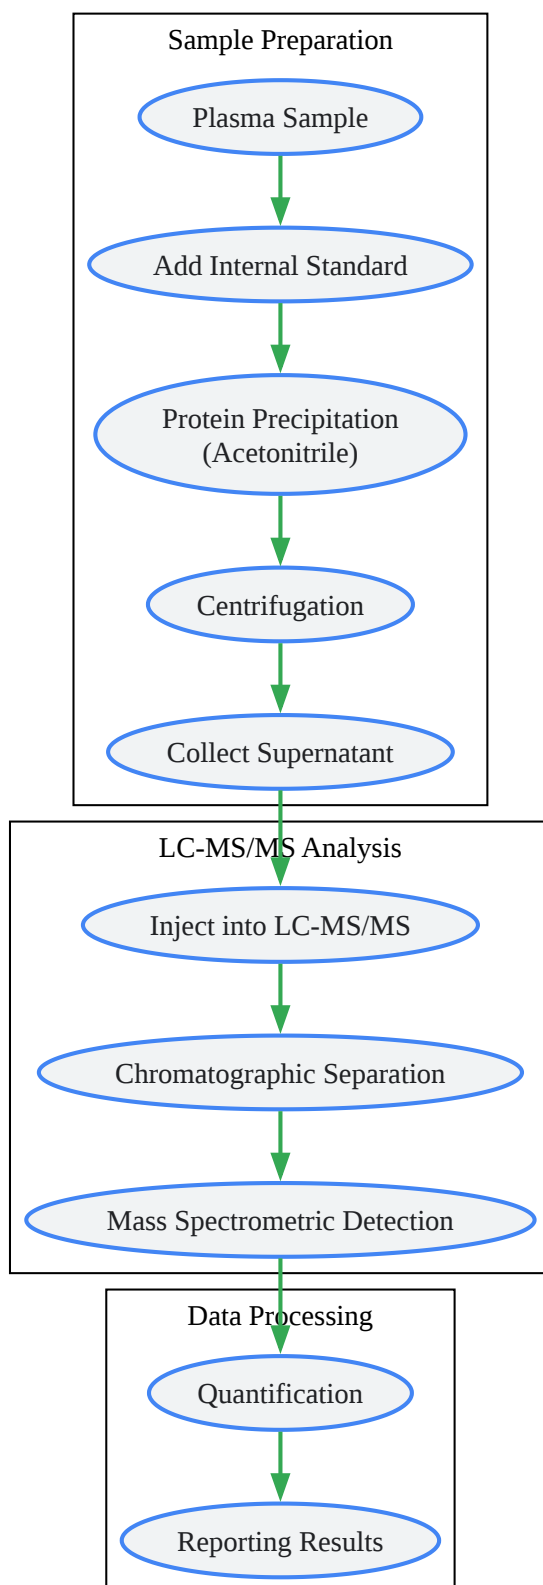 Sample Preparation
Plasma Sample
Add Internal Standard
Protein Precipitation
(Acetonitrile)
Centrifugation
Collect Supernatant
LC-MS/MS Analysis
Inject into LC-MS/MS
Chromatographic Separation
Mass Spectrometric Detection
Data Processing
Quantification
Reporting Results